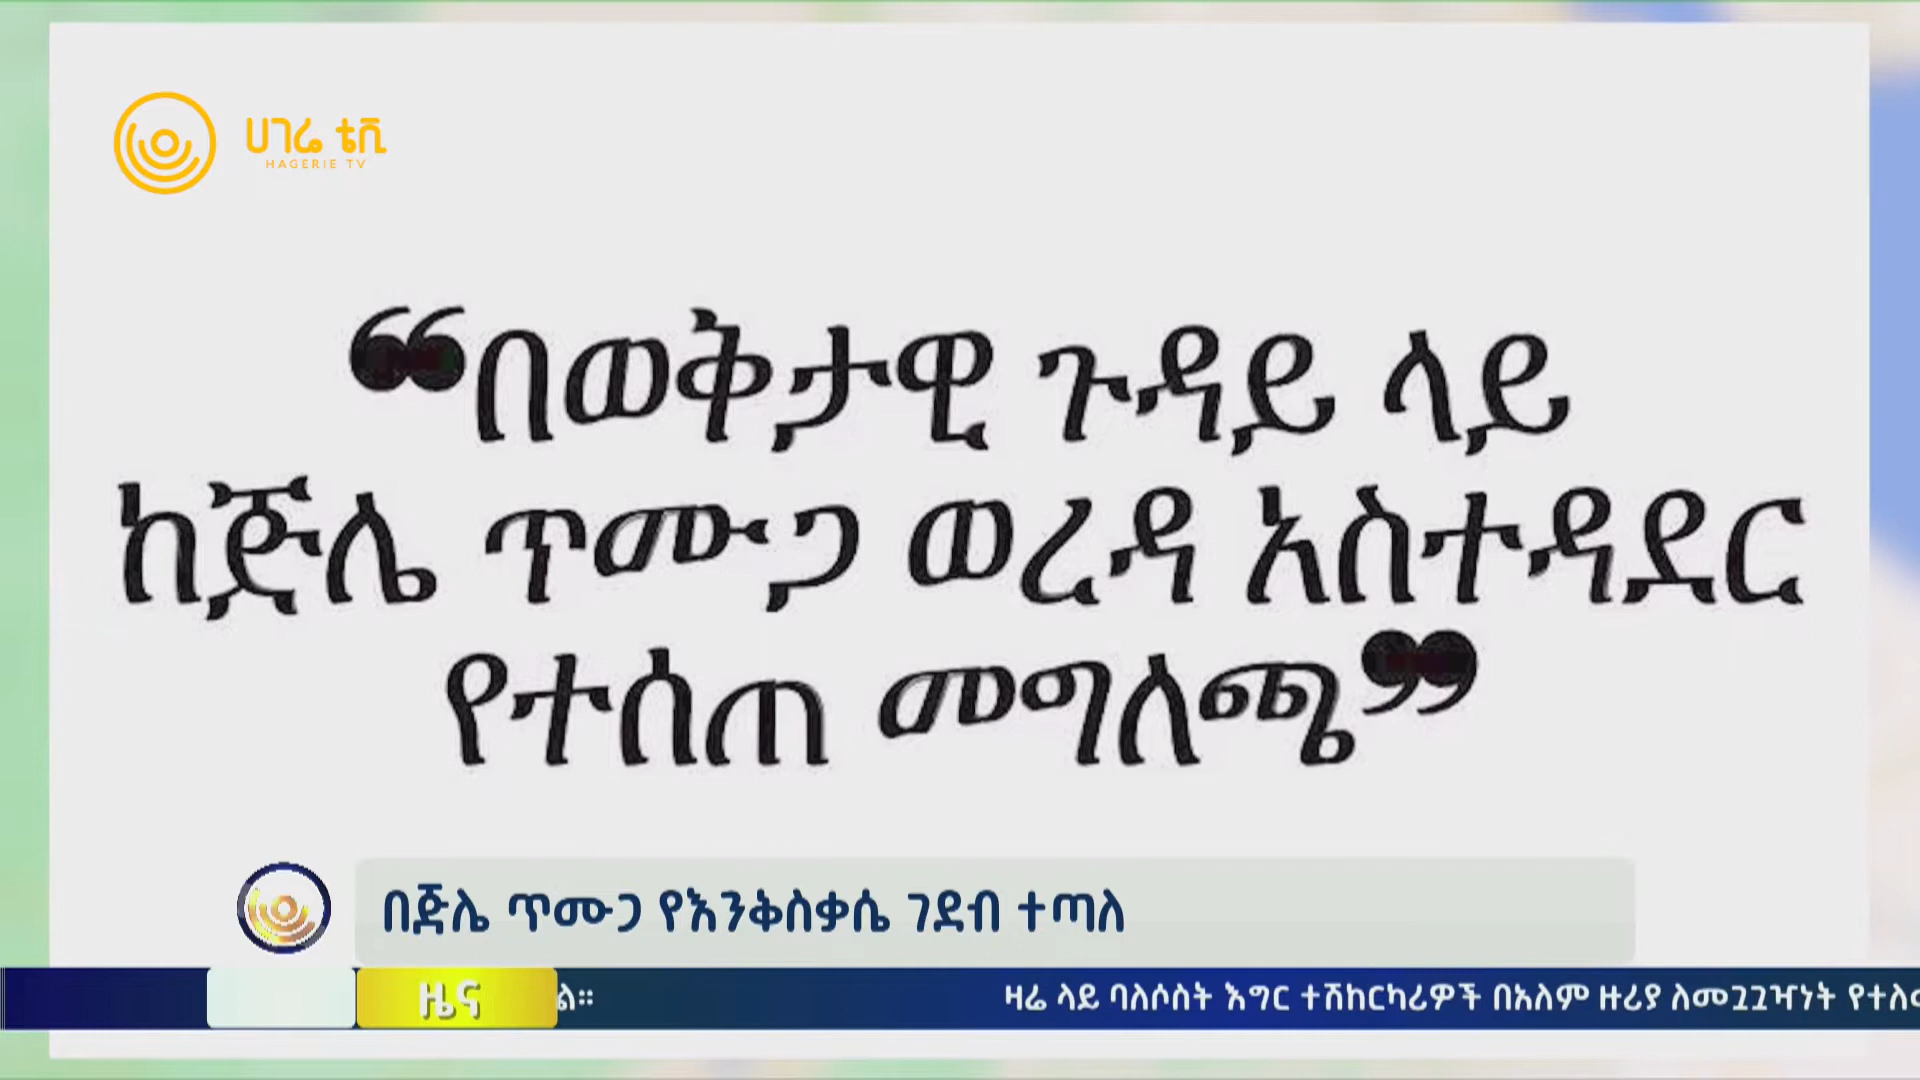 ሀገሬ ቴቪ
HAGERIE TV
“በወቅታዊ ጉዳይ ላይ
ከጅሌ ጥሙጋ ወረዳ አስተዳደር
የተሰጠ መግለጫ”
በጅሌ ጥሙጋ የእንቅስቃሴ ገደብ ተጣለ
ዜና
ል። ዛሬ ላይ ባለሶስት እግር ተሽከርካሪዎች በአለም ዙሪያ ለመጓጓዣነት